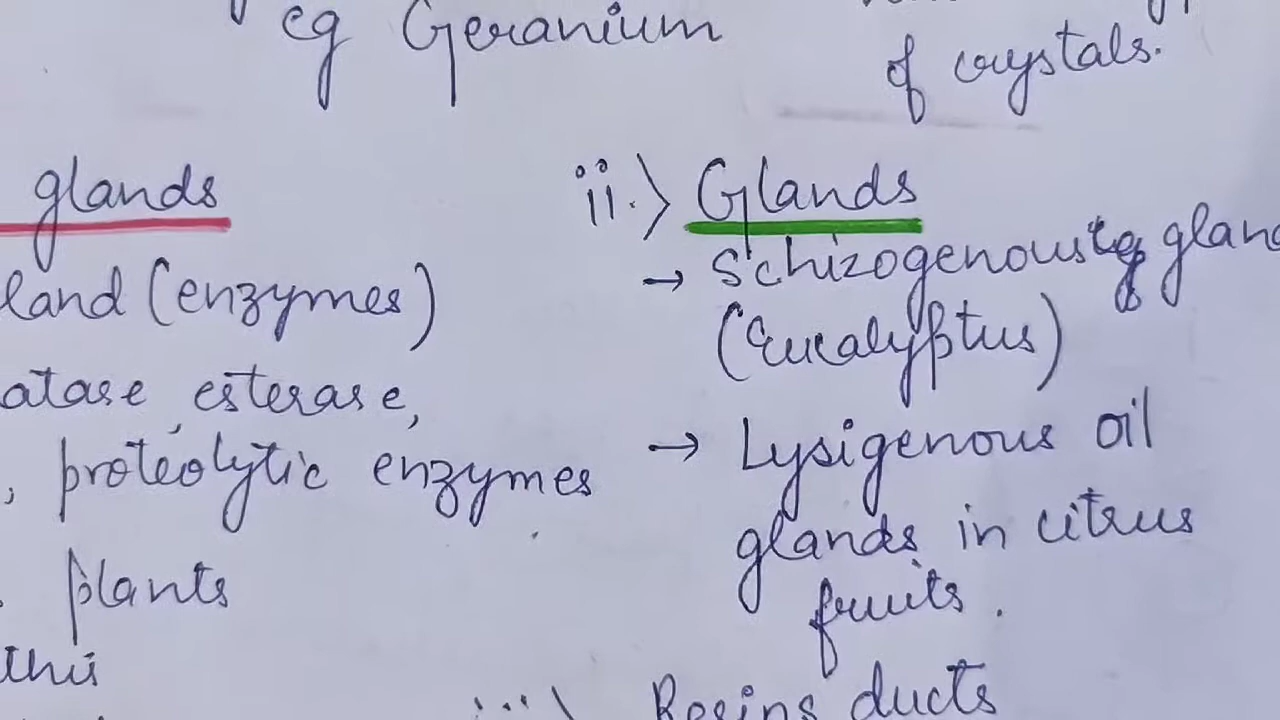 eg Geranium
glands
land (enzymes)
atase, esterase,
, proteolytic enzymes
. plants
of crystals.
ii.) Glands
→ Schizogenous gland
(Eucalyptus)
→ Lysigenous oil
glands in citrus
fruits.
Resins ducts